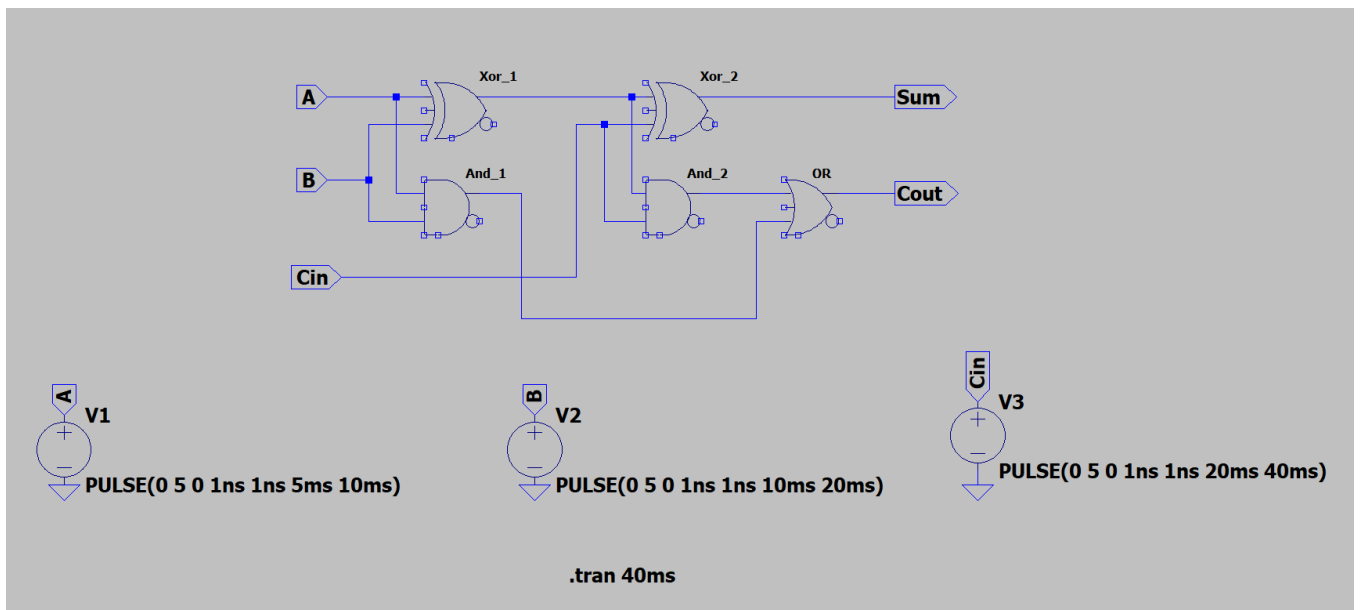 Xor_1
Xor_2
A
Sum
B
And_1
And_2
OR
Cout
Cin
A
V1
PULSE(0 5 0 1ns 1ns 5ms 10ms)
B
V2
PULSE(0 5 0 1ns 1ns 10ms 20ms)
Cin
V3
PULSE(0 5 0 1ns 1ns 20ms 40ms)
.tran 40ms